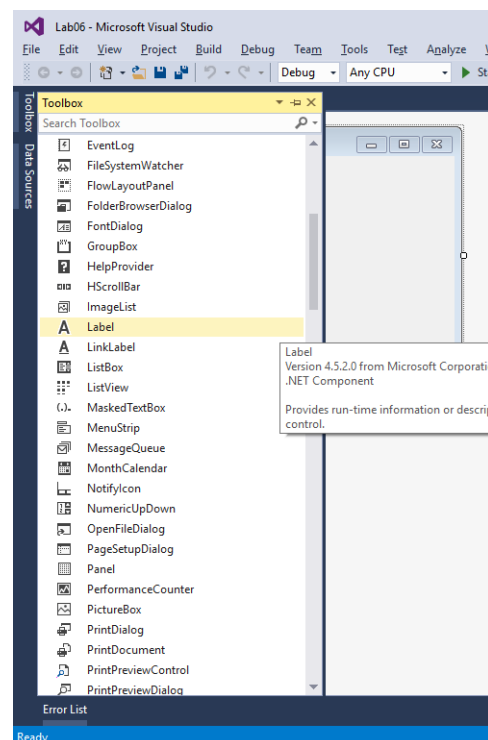 Lab06 - Microsoft Visual Studio
File Edit View Project Build Debug Team Tools Test Analyze
Debug Any CPU St
Toolbox
Data Sources
Toolbox
Search Toolbox
EventLog
FileSystemWatcher
FlowLayoutPanel
FolderBrowserDialog
FontDialog
GroupBox
HelpProvider
HScrollBar
ImageList
Label
LinkLabel
ListBox
ListView
MaskedTextBox
MenuStrip
MessageQueue
MonthCalendar
NotifyIcon
NumericUpDown
OpenFileDialog
PageSetupDialog
Panel
PerformanceCounter
PictureBox
PrintDialog
PrintDocument
PrintPreviewControl
PrintPreviewDialog
Label
Version 4.5.2.0 from Microsoft Corporati
.NET Component
Provides run-time information or descrip
control.
Error List
Ready